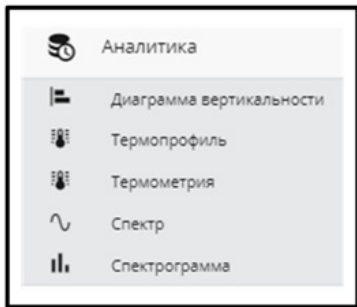 Аналитика
Диаграмма вертикальности
Термопрофиль
Термометрия
Спектр
Спектрограмма